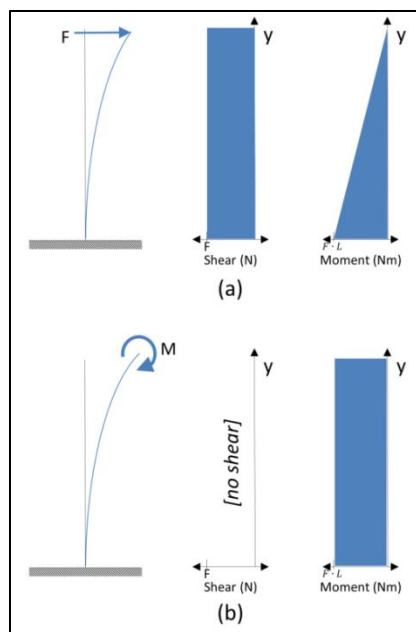 F
y
y
F
F · L
Shear (N)
Moment (Nm)
(a)
M
y
y
[no shear]
F
F · L
Shear (N)
Moment (Nm)
(b)